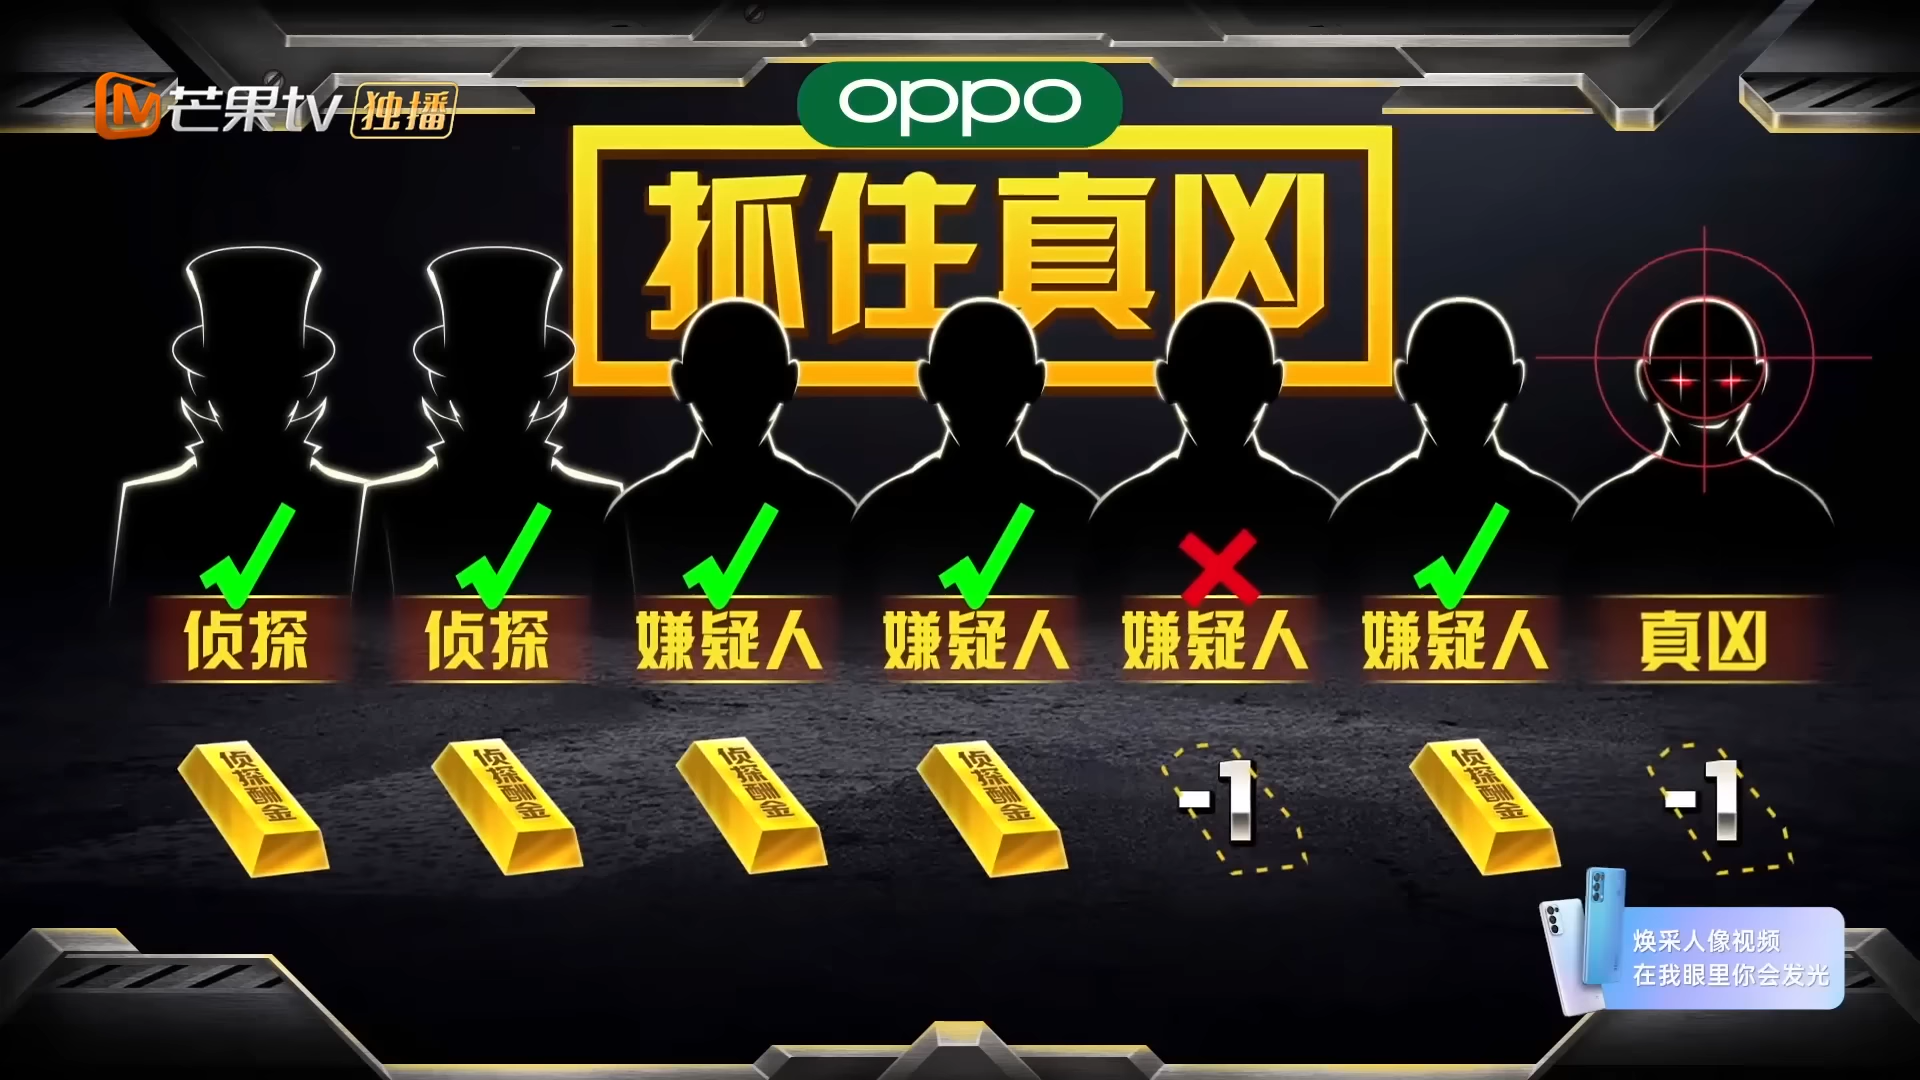 芒果tv 独播
oppo
抓住真凶
侦探 侦探 嫌疑人 嫌疑人 嫌疑人 嫌疑人 真凶
侦探酬金 侦探酬金 侦探酬金 侦探酬金 -1 侦探酬金 -1
焕采人像视频
在我眼里你会发光